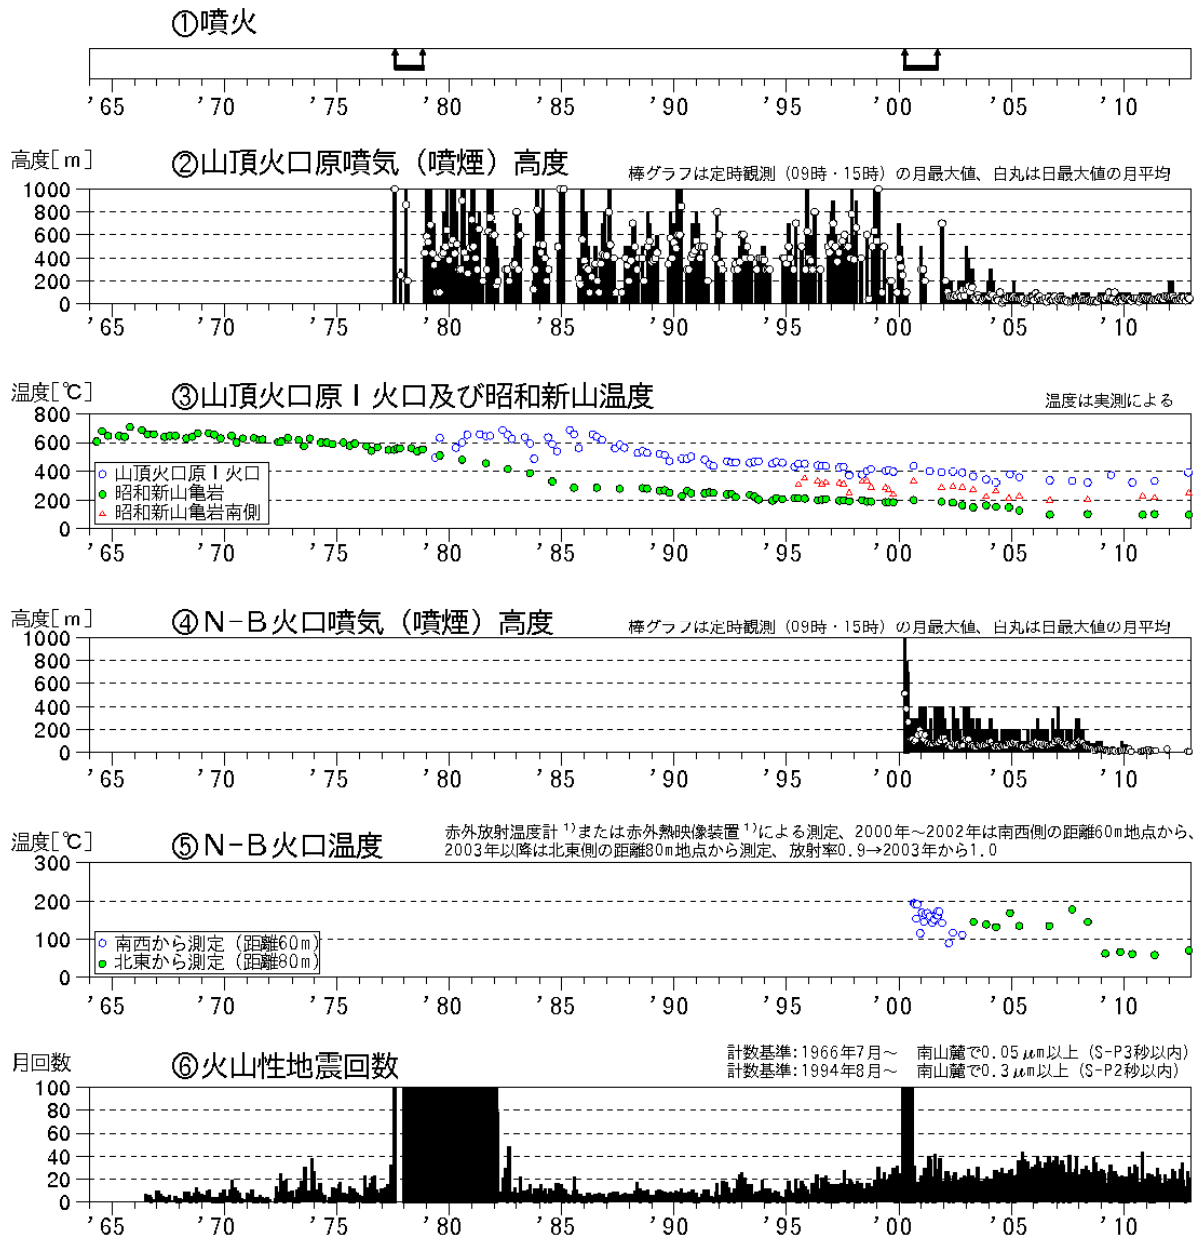 ①噴火
'65 '70 '75 '80 '85 '90 '95 '00 '05 '10
高度[m]
②山頂火口原噴気（噴煙）高度
棒グラフは定時観測（09時・15時）の月最大値、白丸は日最大値の月平均
1000
800
600
400
200
0
'65 '70 '75 '80 '85 '90 '95 '00 '05 '10
温度[℃]
③山頂火口原Ⅰ火口及び昭和新山温度
温度は実測による
800
600
400
200
0
山頂火口原Ⅰ火口
昭和新山亀岩
昭和新山亀岩南側
'65 '70 '75 '80 '85 '90 '95 '00 '05 '10
高度[m]
④N-B火口噴気（噴煙）高度
棒グラフは定時観測（09時・15時）の月最大値、白丸は日最大値の月平均
1000
800
600
400
200
0
'65 '70 '75 '80 '85 '90 '95 '00 '05 '10
温度[℃]
⑤N-B火口温度
赤外放射温度計¹⁾または赤外熱映像装置¹⁾による測定、2000年～2002年は南西側の距離60m地点から、
2003年以降は北東側の距離80m地点から測定、放射率0.9→2003年から1.0
300
200
100
0
南西から測定（距離60m）
北東から測定（距離80m）
'65 '70 '75 '80 '85 '90 '95 '00 '05 '10
月回数
⑥火山性地震回数
計数基準:1966年7月～ 南山麓で0.05μm以上（S-P3秒以内）
計数基準:1994年8月～ 南山麓で0.3μm以上（S-P2秒以内）
100
80
60
40
20
0
'65 '70 '75 '80 '85 '90 '95 '00 '05 '10